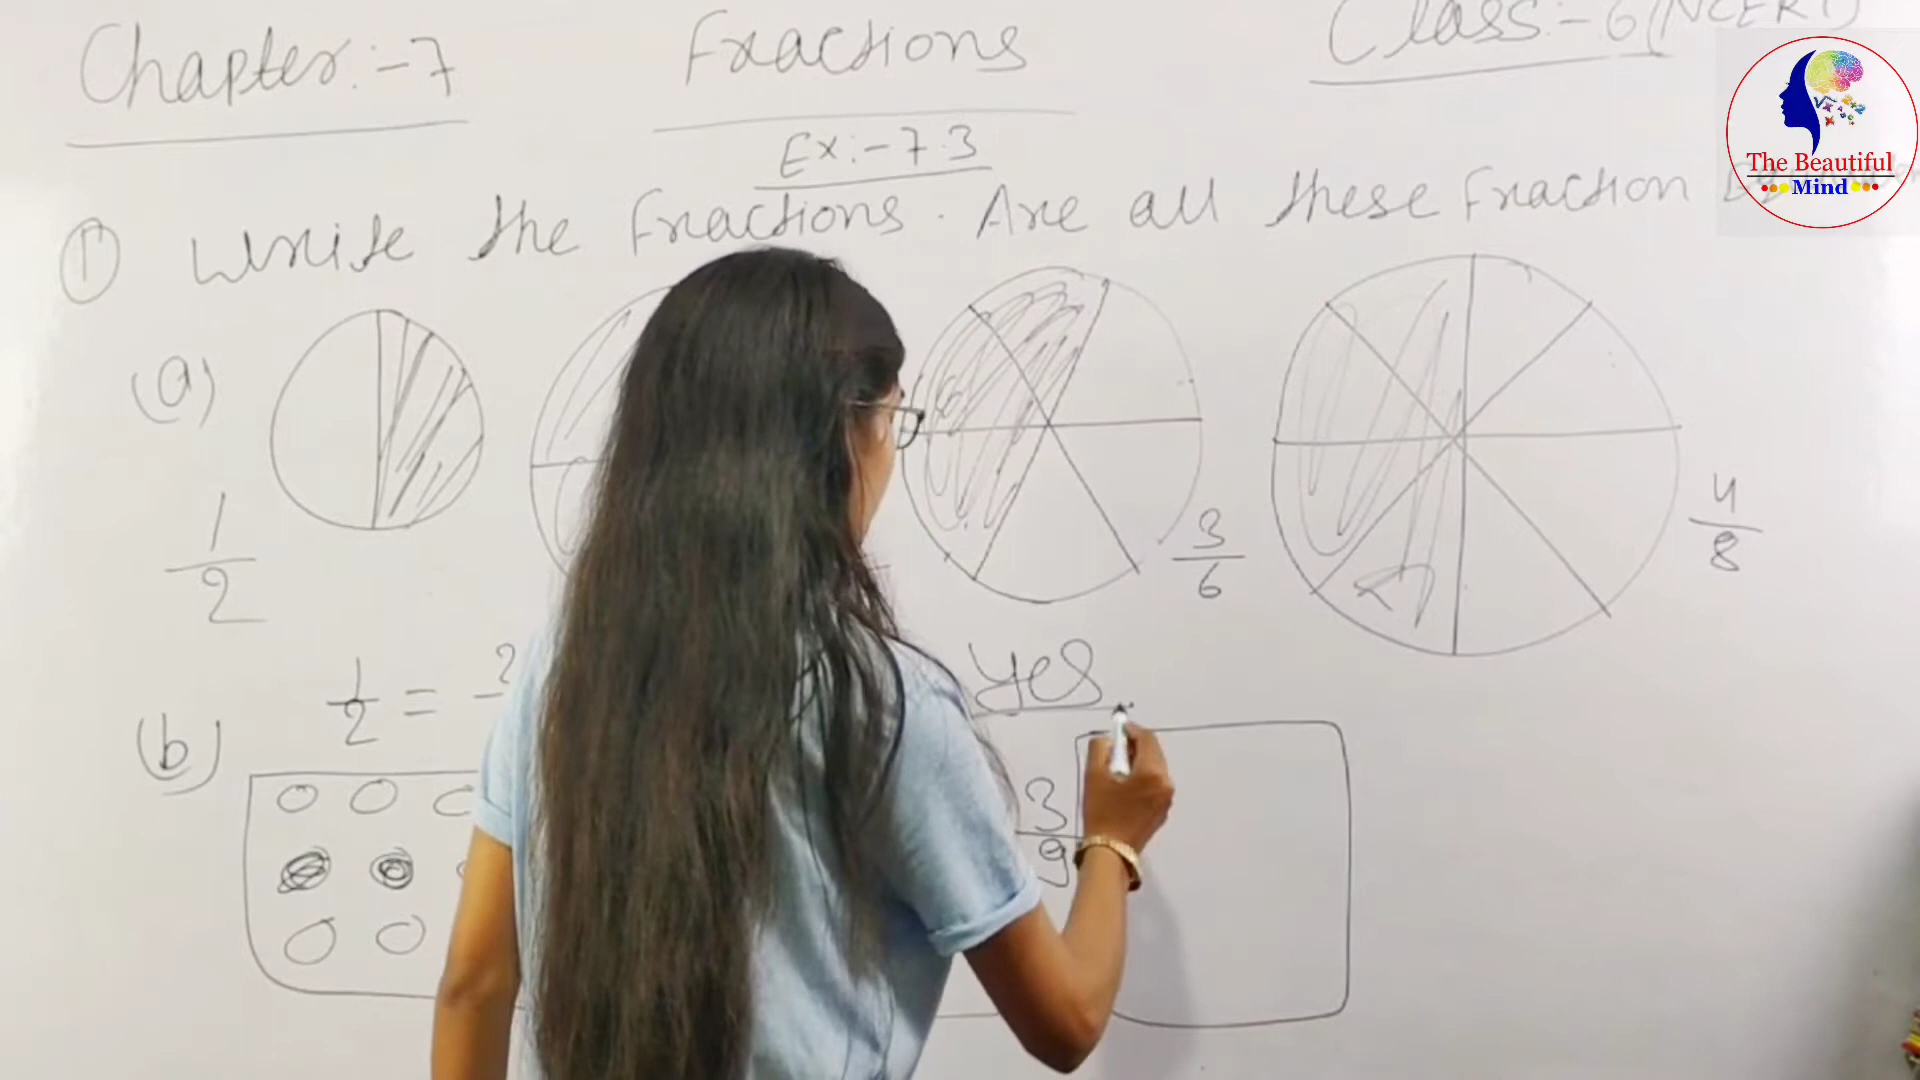 Chapter:-7 Fractions Class:-6 (NCERT)
The Beautiful
Mind
Ex:-7.3
① Write the fractions. Are all these fraction
(a)
1/2 3/6 4/8
1/2 = 2 Yes
(b)
3/9